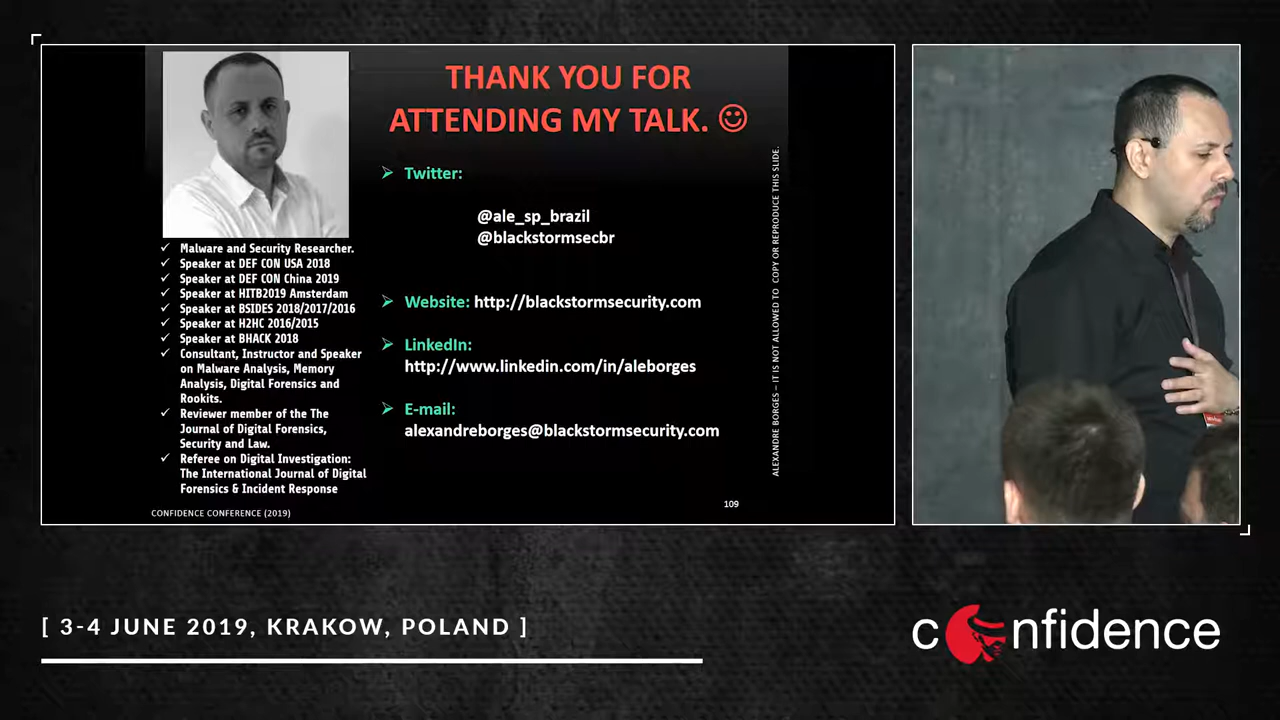 THANK YOU FOR
ATTENDING MY TALK. ☺
Malware and Security Researcher.
Speaker at DEF CON USA 2018
Speaker at DEF CON China 2019
Speaker at HITB2019 Amsterdam
Speaker at BSIDES 2018/2017/2016
Speaker at H2HC 2016/2015
Speaker at BHACK 2018
Consultant, Instructor and Speaker
on Malware Analysis, Memory
Analysis, Digital Forensics and
Rookits.
Reviewer member of the The
Journal of Digital Forensics,
Security and Law.
Referee on Digital Investigation:
The International Journal of Digital
Forensics & Incident Response
Twitter:
@ale_sp_brazil
@blackstormsecbr
Website: http://blackstormsecurity.com
LinkedIn:
http://www.linkedin.com/in/aleborges
E-mail:
alexandreborges@blackstormsecurity.com
ALEXANDRE BORGES – IT IS NOT ALLOWED TO COPY OR REPRODUCE THIS SLIDE.
109
CONFIDENCE CONFERENCE (2019)
[ 3-4 JUNE 2019, KRAKOW, POLAND ]
confidence